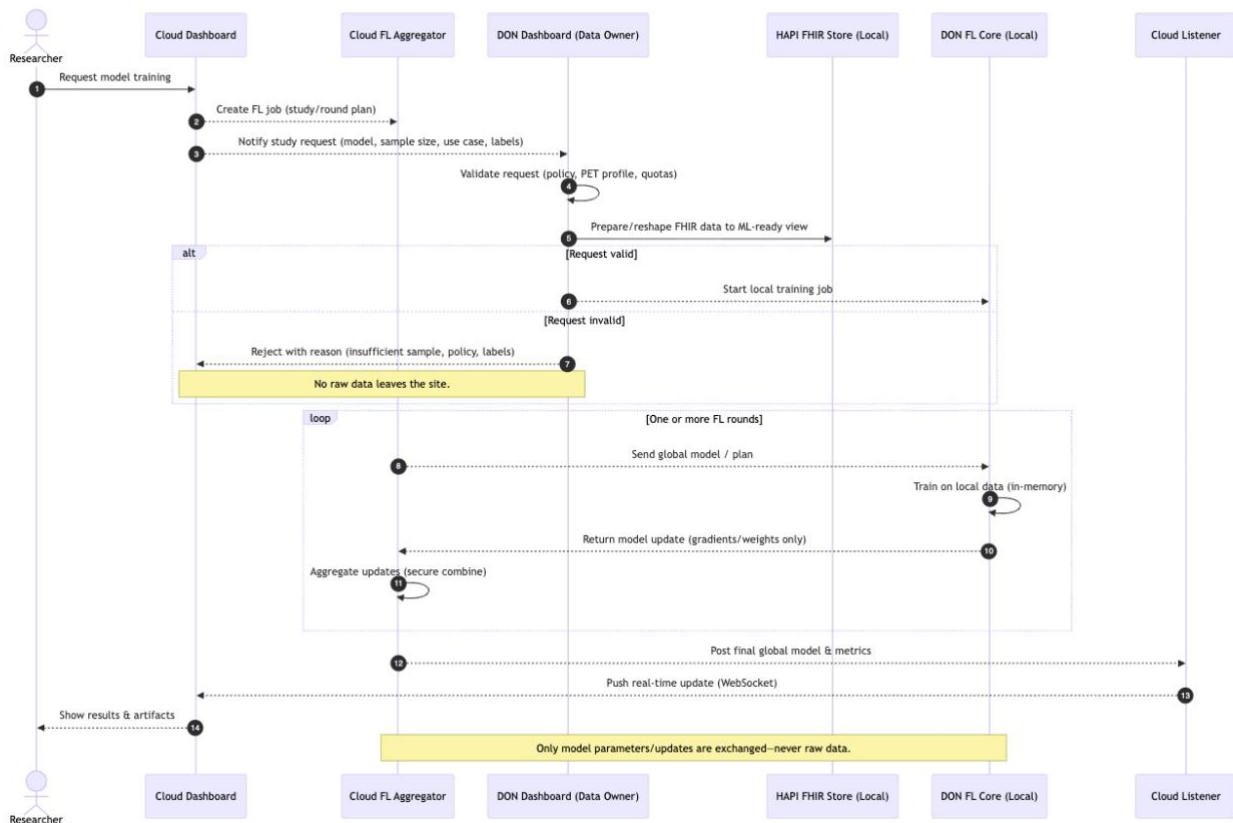 Researcher
Cloud Dashboard
Cloud FL Aggregator
DON Dashboard (Data Owner)
HAPI FHIR Store (Local)
DON FL Core (Local)
Cloud Listener
1
Request model training
2
Create FL job (study/round plan)
3
Notify study request (model, sample size, use case, labels)
Validate request (policy, PET profile, quotas)
4
5
Prepare/reshape FHIR data to ML-ready view
alt
[Request valid]
6
Start local training job
[Request invalid]
Reject with reason (insufficient sample, policy, labels)
7
No raw data leaves the site.
loop
[One or more FL rounds]
8
Send global model / plan
Train on local data (in-memory)
9
Return model update (gradients/weights only)
10
Aggregate updates (secure combine)
11
12
Post final global model & metrics
Push real-time update (WebSocket)
13
Show results & artifacts
14
Only model parameters/updates are exchanged—never raw data.
Researcher
Cloud Dashboard
Cloud FL Aggregator
DON Dashboard (Data Owner)
HAPI FHIR Store (Local)
DON FL Core (Local)
Cloud Listener